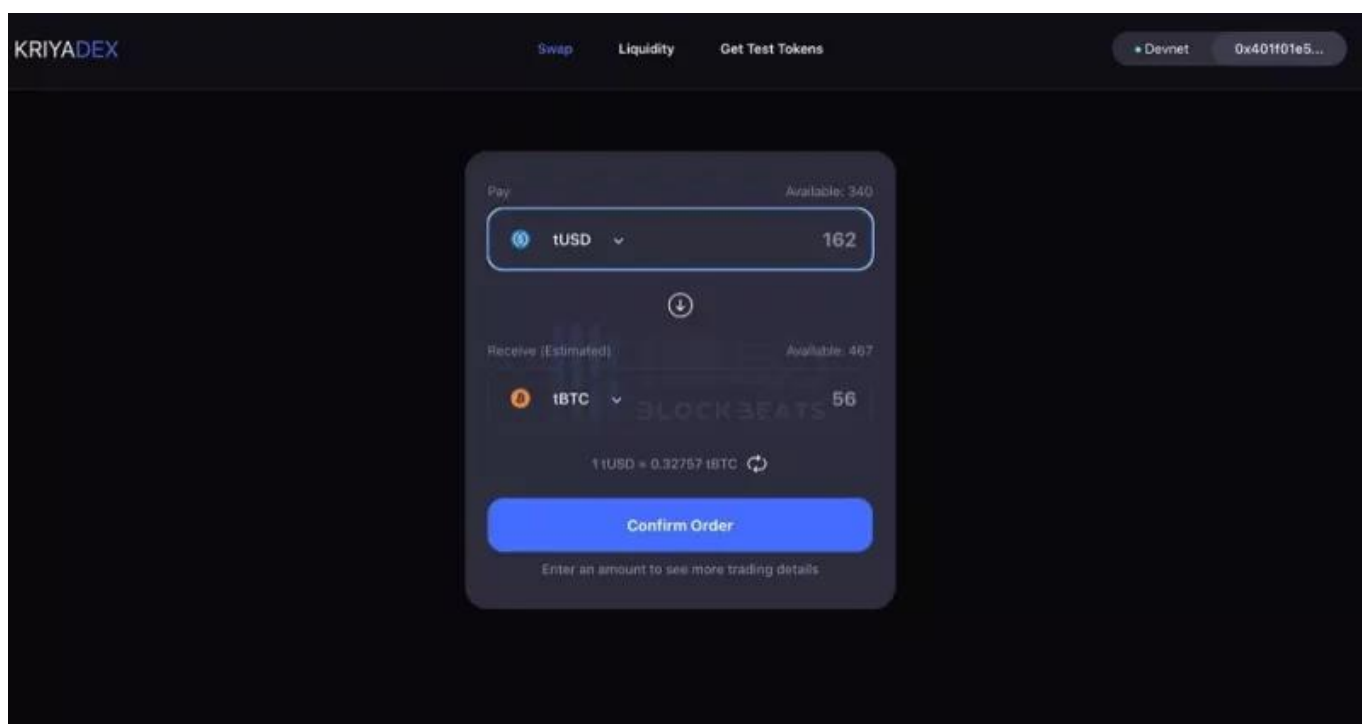 KRIYADEX Swap Liquidity Get Test Tokens • Devnet 0x401f01e5...
Pay Available: 340
tUSD 162
Receive (Estimated) Available: 467
tBTC 56
BLOCKBEATS
1 tUSD = 0.32757 tBTC
Confirm Order
Enter an amount to see more trading details